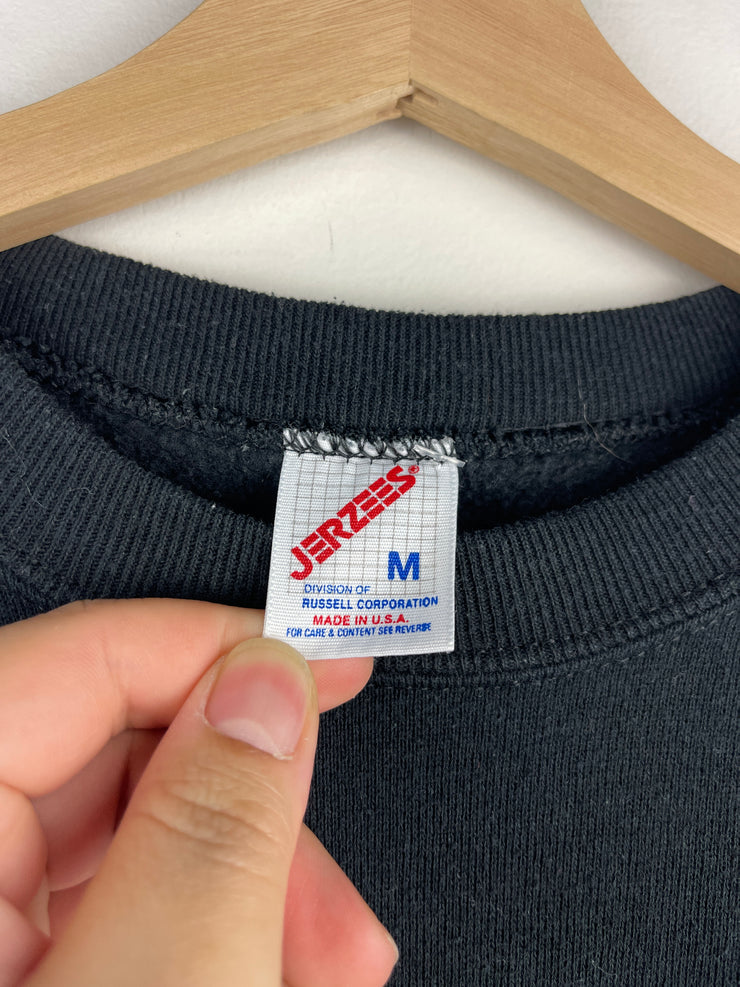 JERZEES®
M
DIVISION OF
RUSSELL CORPORATION
MADE IN U.S.A.
FOR CARE & CONTENT SEE REVERSE